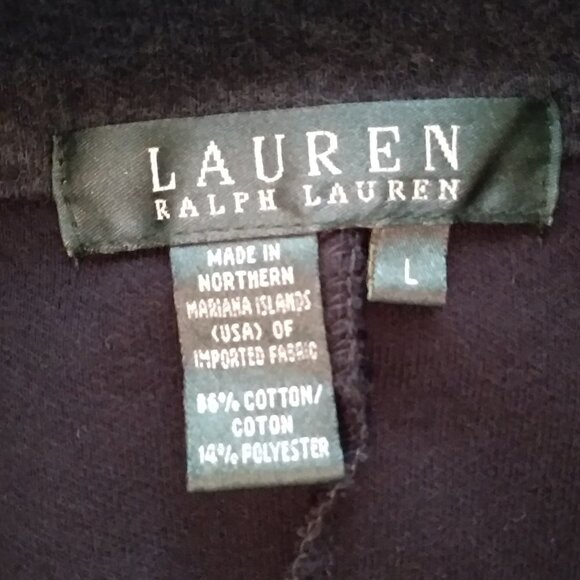 LAUREN
RALPH LAUREN
L
MADE IN
NORTHERN
MARIANA ISLANDS
(USA) OF
IMPORTED FABRIC
86% COTTON/
COTON
14% POLYESTER